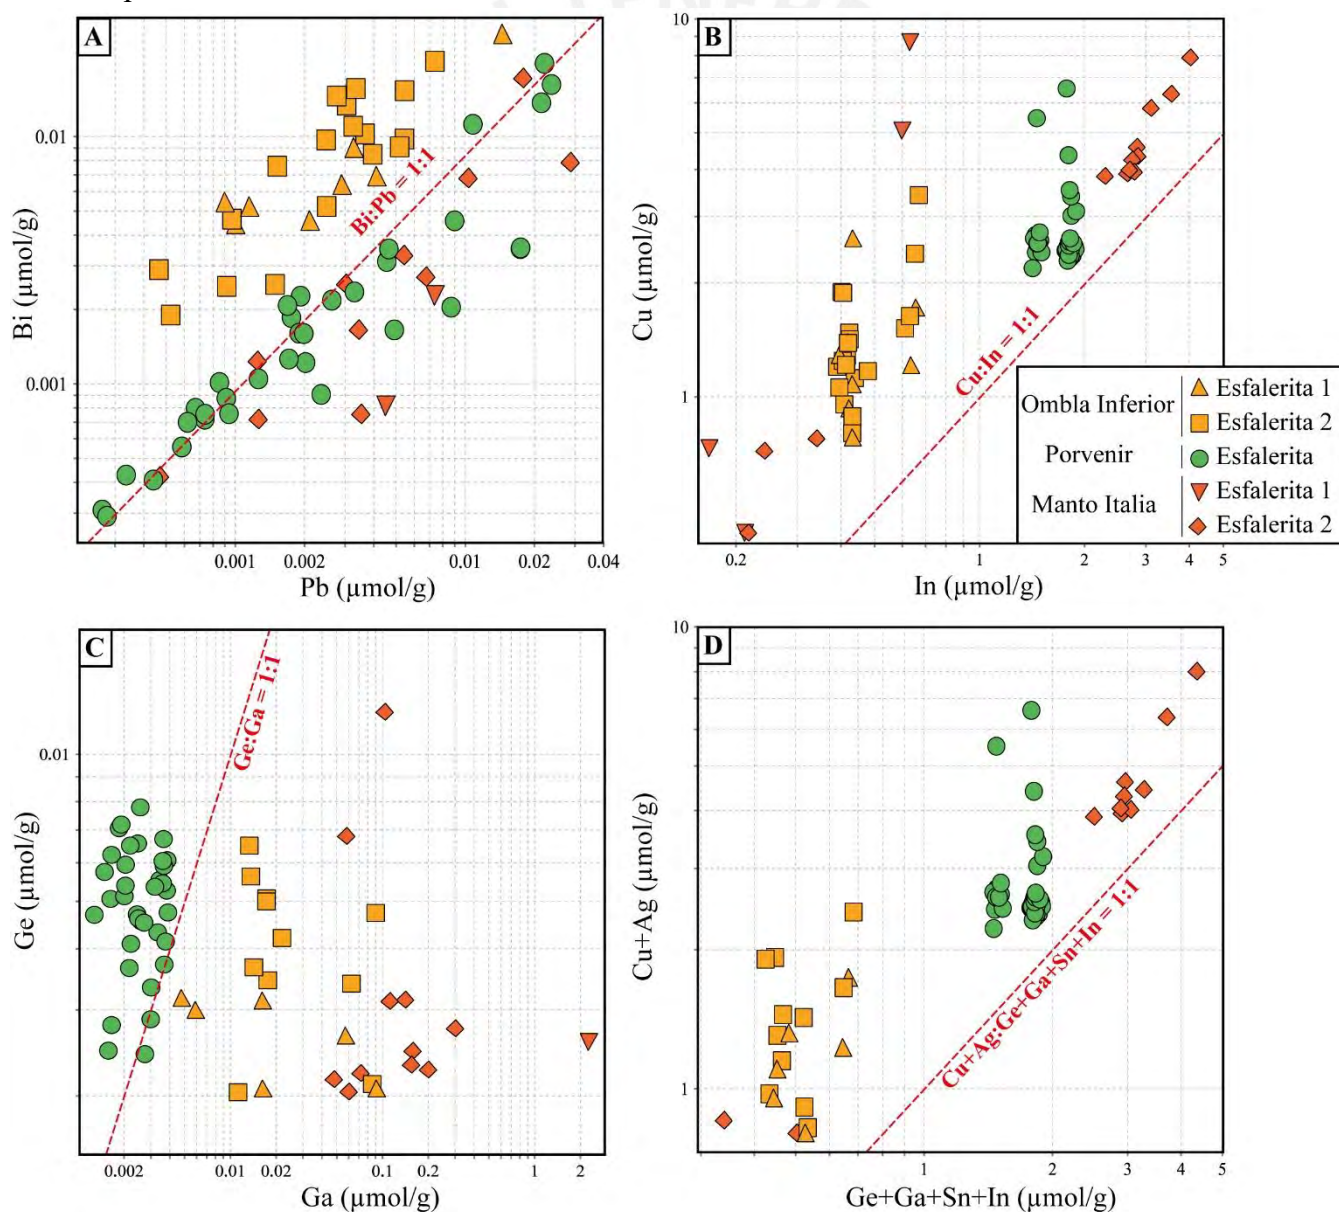 A
Bi (µmol/g)
0.01
0.001
Bi:Pb = 1:1
0.001
0.002
0.01
0.02
0.04
Pb (µmol/g)
B
Cu (µmol/g)
10
1
Cu:In = 1:1
0.2
1
2
3
4
5
In (µmol/g)
Ombla Inferior
Esfalerita 1
Esfalerita 2
Porvenir
Esfalerita
Manto Italia
Esfalerita 1
Esfalerita 2
C
Ge (µmol/g)
0.01
Ge:Ga = 1:1
0.002
0.01
0.02
0.1
0.2
1
2
Ga (µmol/g)
D
Cu+Ag (µmol/g)
10
1
Cu+Ag:Ge+Ga+Sn+In = 1:1
1
2
3
4
5
Ge+Ga+Sn+In (µmol/g)